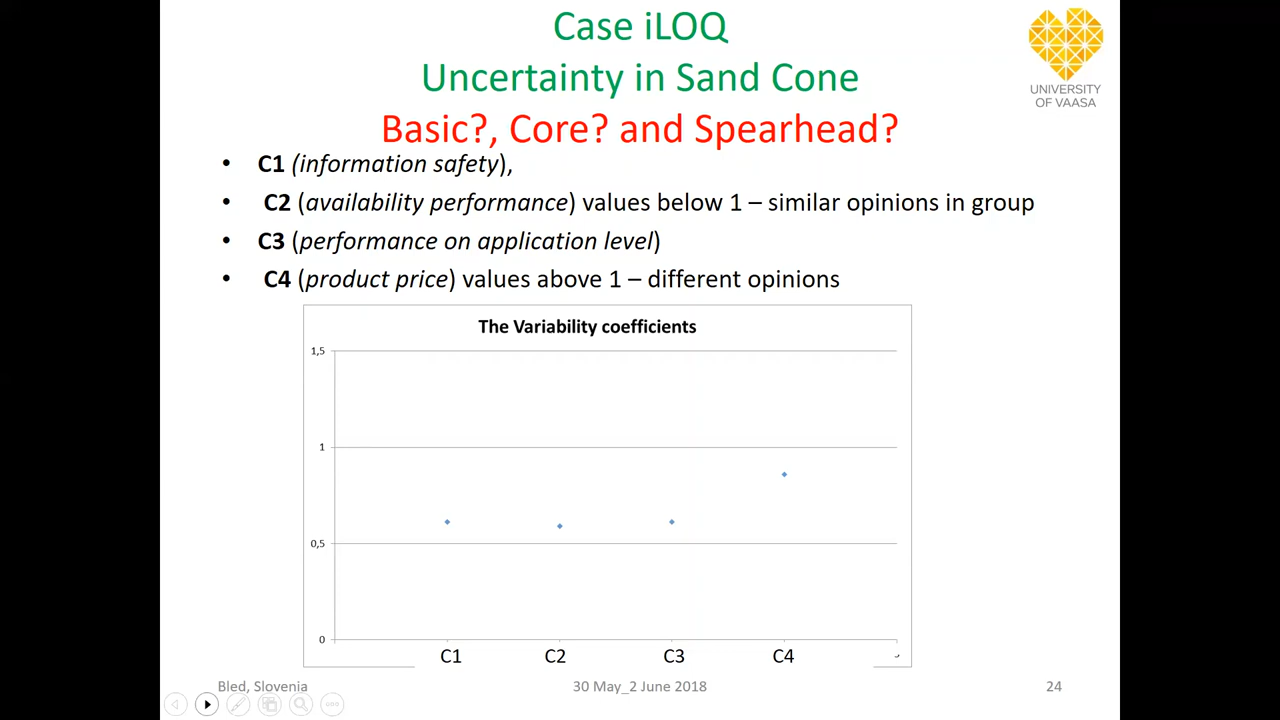 Case iLOQ
Uncertainty in Sand Cone
Basic?, Core? and Spearhead?
UNIVERSITY
OF VAASA
• C1 (information safety),
• C2 (availability performance) values below 1 – similar opinions in group
• C3 (performance on application level)
• C4 (product price) values above 1 – different opinions
The Variability coefficients
1,5
1
0,5
0
C1 C2 C3 C4
Bled, Slovenia 30 May_2 June 2018 24